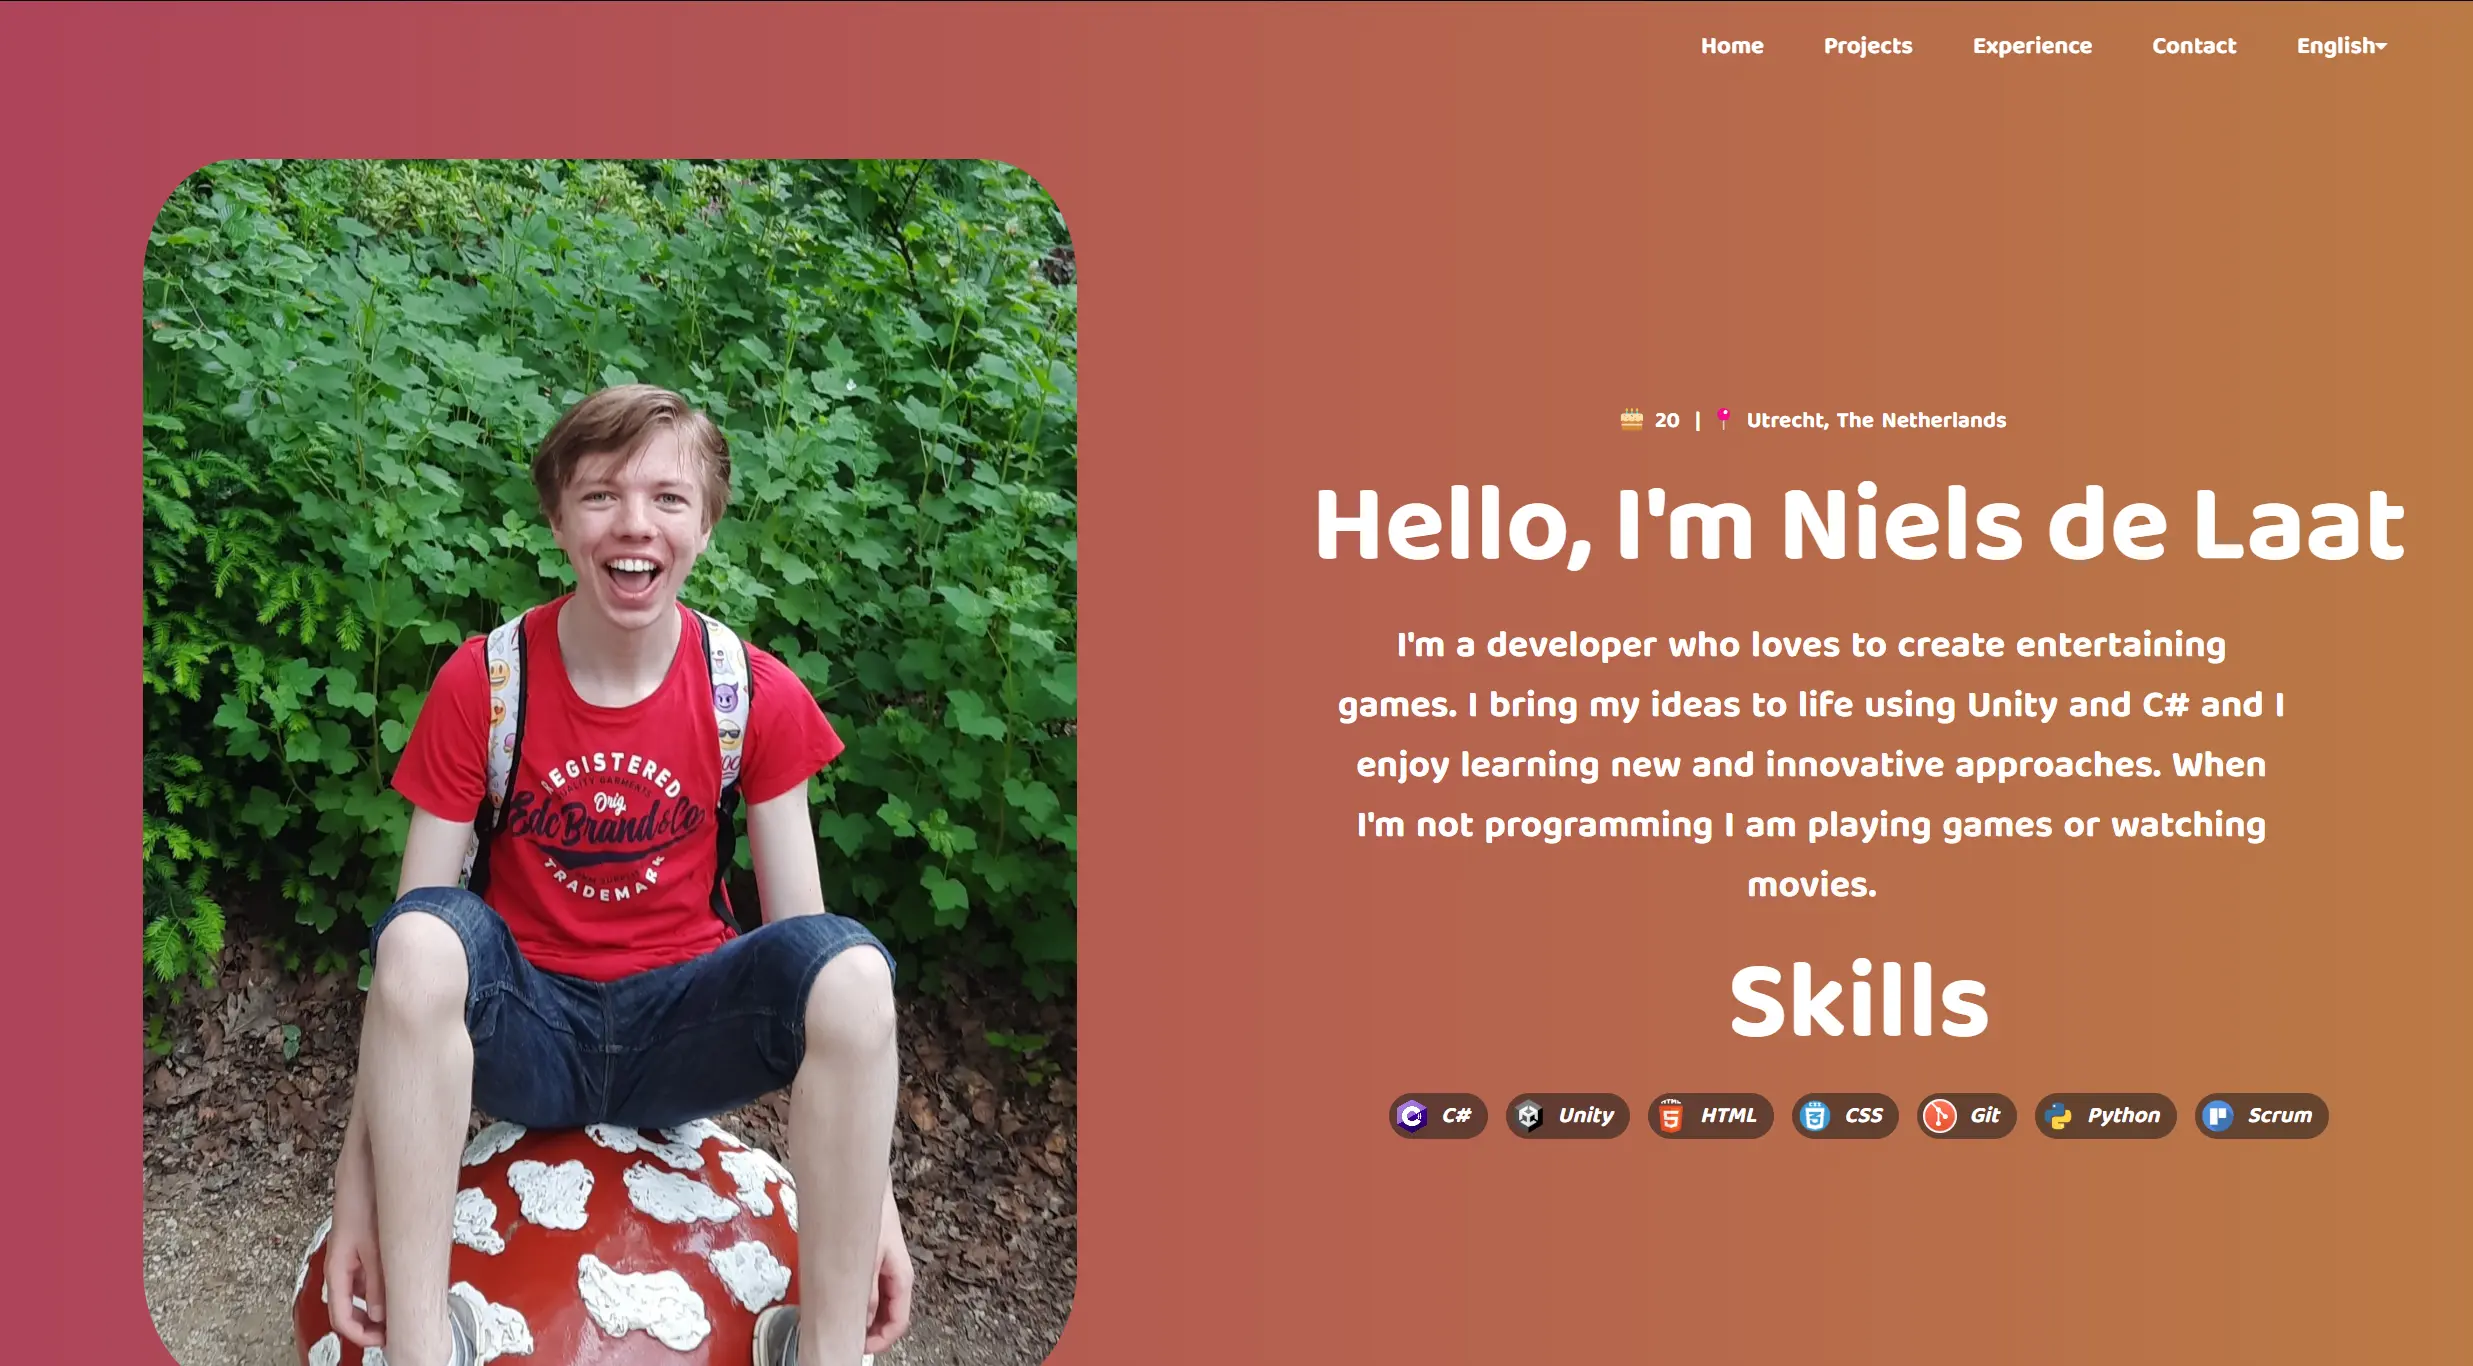 Home Projects Experience Contact English
20 | Utrecht, The Netherlands
Hello, I'm Niels de Laat
I'm a developer who loves to create entertaining
games. I bring my ideas to life using Unity and C# and I
enjoy learning new and innovative approaches. When
I'm not programming I am playing games or watching
movies.
Skills
C# Unity HTML CSS Git Python Scrum
REGISTERED
QUALITY GARMENTS
Orig.
Edc Brand & Co
TRADEMARK